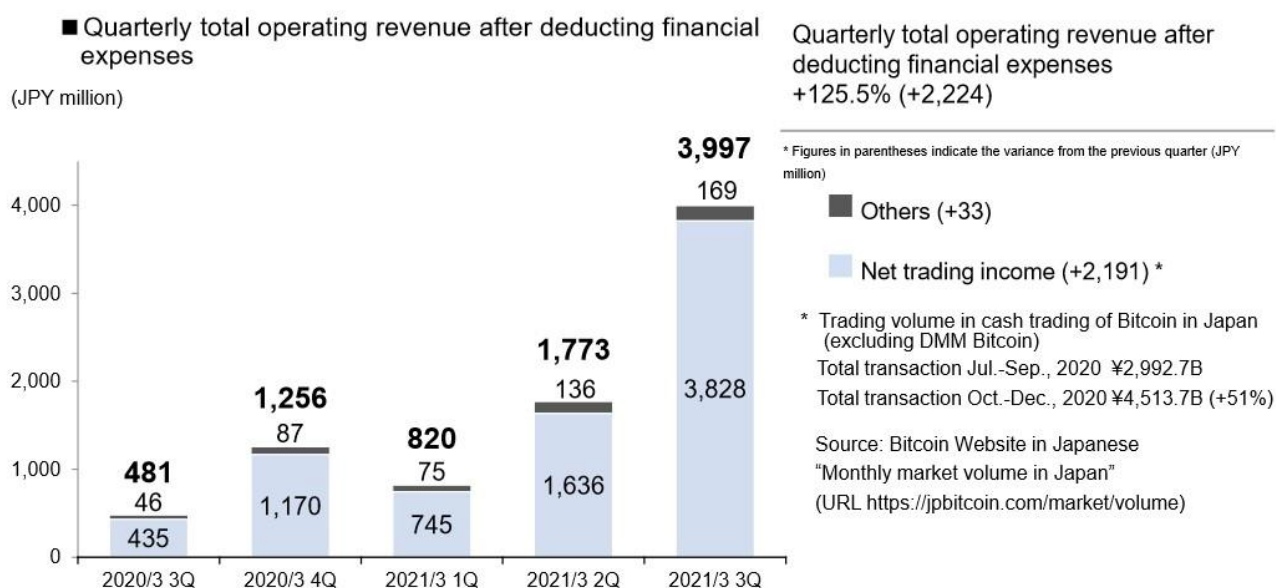 ■ Quarterly total operating revenue after deducting financial
expenses
(JPY million)
4,000
3,000
2,000
1,000
0
481
46
435
2020/3 3Q
1,256
87
1,170
2020/3 4Q
820
75
745
2021/3 1Q
1,773
136
1,636
2021/3 2Q
3,997
169
3,828
2021/3 3Q
Quarterly total operating revenue after
deducting financial expenses
+125.5% (+2,224)
* Figures in parentheses indicate the variance from the previous quarter (JPY
million)
Others (+33)
Net trading income (+2,191) *
* Trading volume in cash trading of Bitcoin in Japan
(excluding DMM Bitcoin)
Total transaction Jul.-Sep., 2020 ¥2,992.7B
Total transaction Oct.-Dec., 2020 ¥4,513.7B (+51%)
Source: Bitcoin Website in Japanese
“Monthly market volume in Japan”
(URL https://jpbitcoin.com/market/volume)